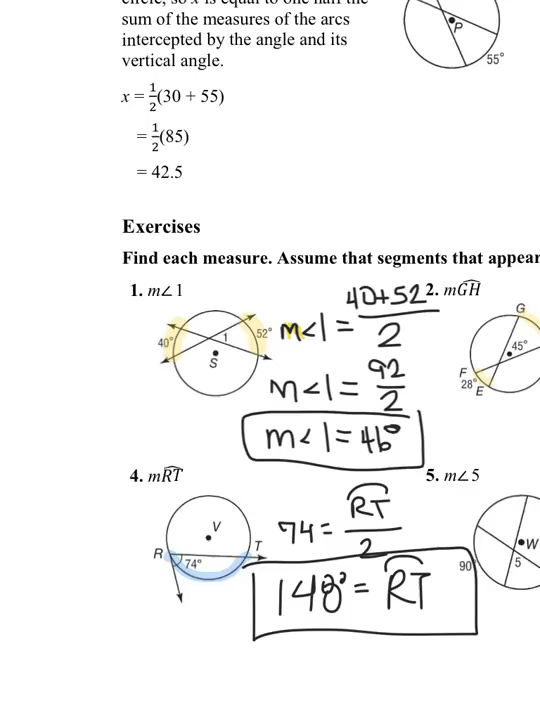 circle, so x is equal to one half the
sum of the measures of the arcs
intercepted by the angle and its
vertical angle.
P
55°
x = ½(30 + 55)
= ½(85)
= 42.5
Exercises
Find each measure. Assume that segments that appear
1. m∠1
40°
1
52°
S
m<1 = 40+52/2
m<1 = 92/2
m<1 = 46°
2. mGH
G
45°
F
28°
E
4. mRT
V
R
T
74°
74 = RT/2
148° = RT
5. m∠5
W
90
5